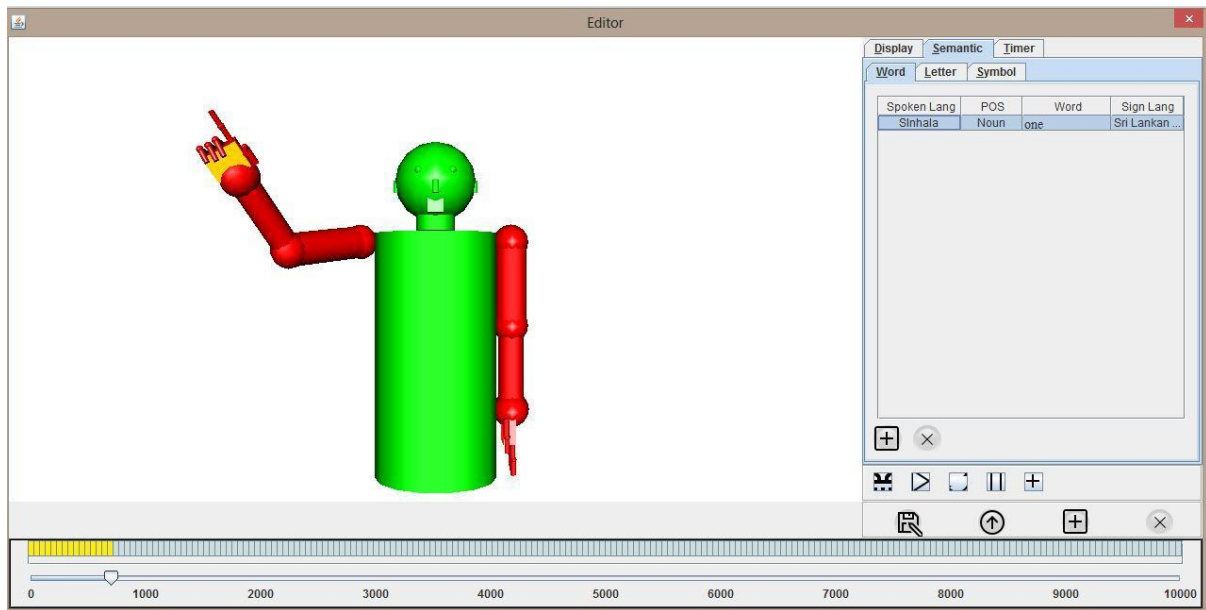 Editor
Display Semantic Timer
Word Letter Symbol
Spoken Lang POS Word Sign Lang
SInhala Noun one Sri Lankan ...
0 1000 2000 3000 4000 5000 6000 7000 8000 9000 10000